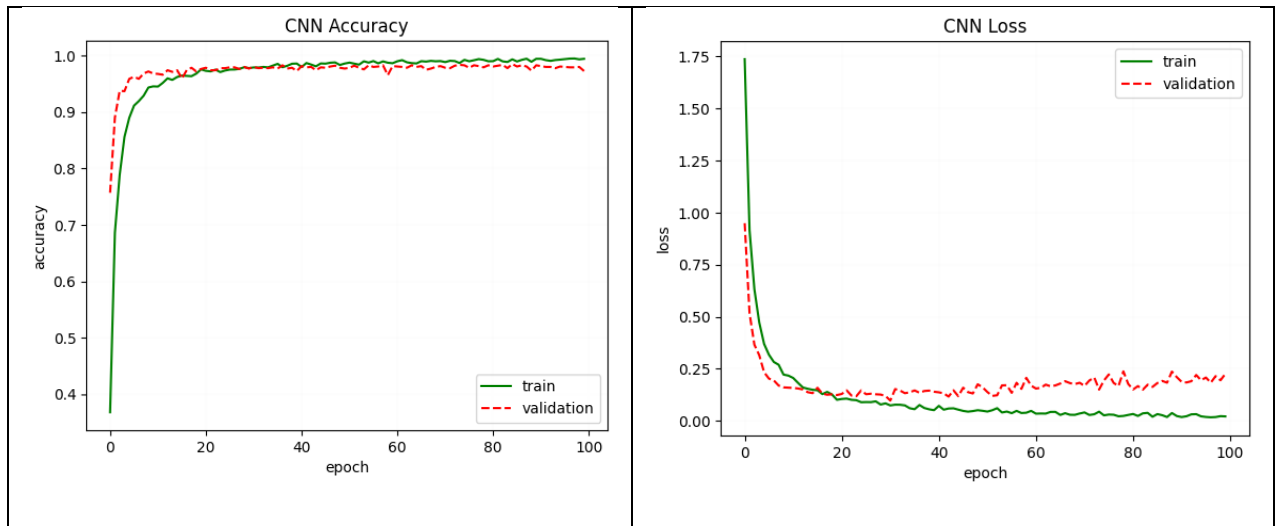 CNN Accuracy
1.0
0.9
0.8
0.7
0.6
0.5
0.4
accuracy
train
validation
0
20
40
60
80
100
epoch
CNN Loss
1.75
1.50
1.25
1.00
0.75
0.50
0.25
0.00
loss
train
validation
0
20
40
60
80
100
epoch